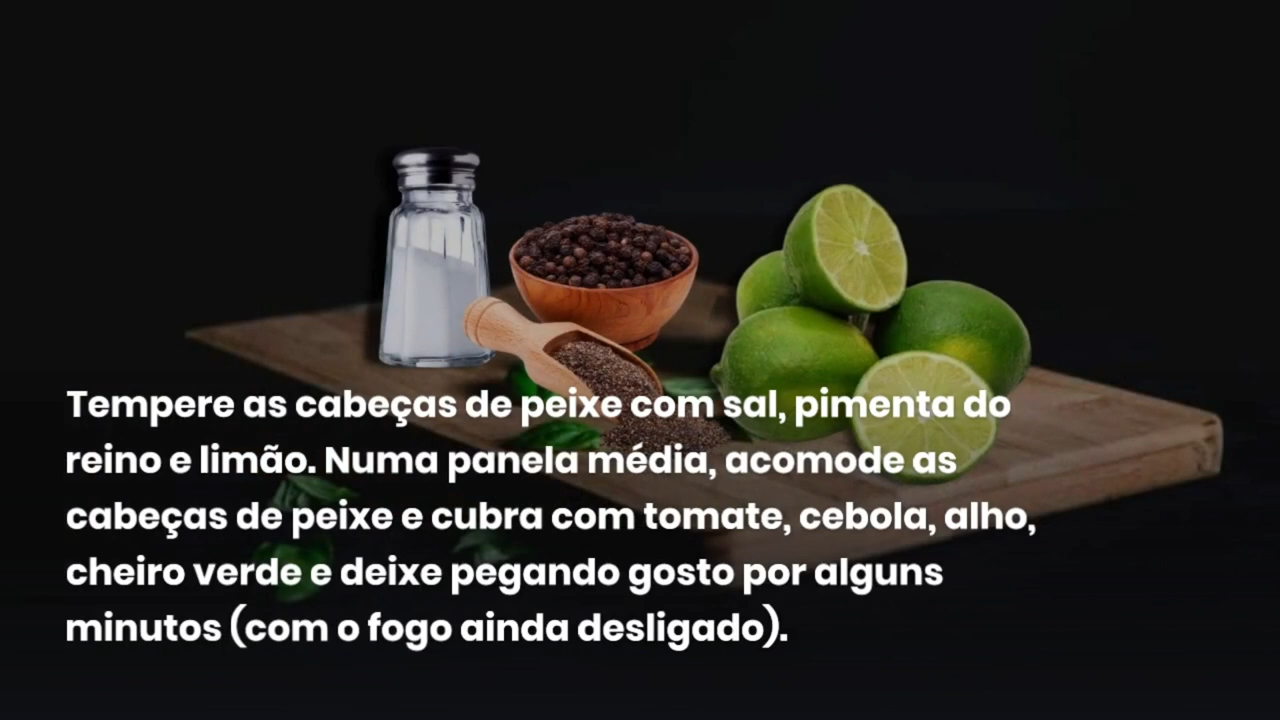 Tempere as cabeças de peixe com sal, pimenta do
reino e limão. Numa panela média, acomode as
cabeças de peixe e cubra com tomate, cebola, alho,
cheiro verde e deixe pegando gosto por alguns
minutos (com o fogo ainda desligado).